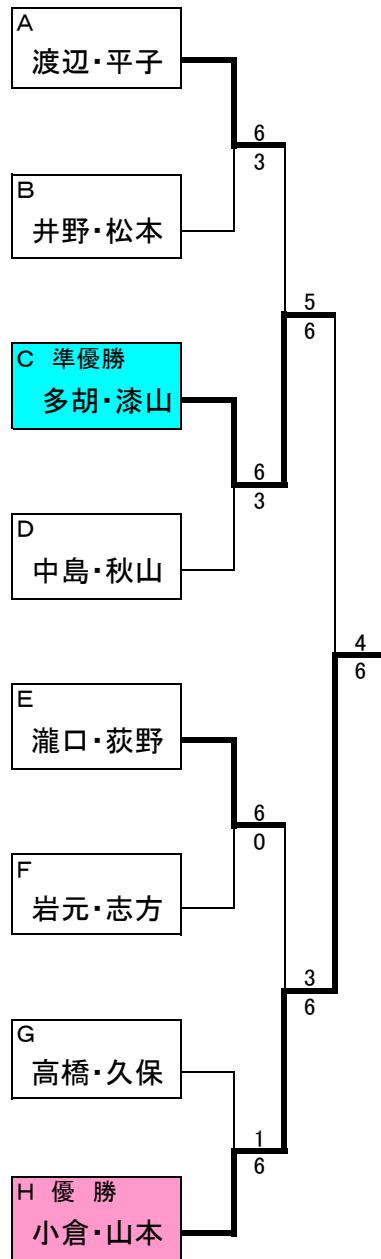 A
渡辺・平子
6
3
B
井野・松本
5
6
C 準優勝
多胡・漆山
6
3
D
中島・秋山
4
6
E
瀧口・荻野
6
0
F
岩元・志方
3
6
G
高橋・久保
1
6
H 優 勝
小倉・山本